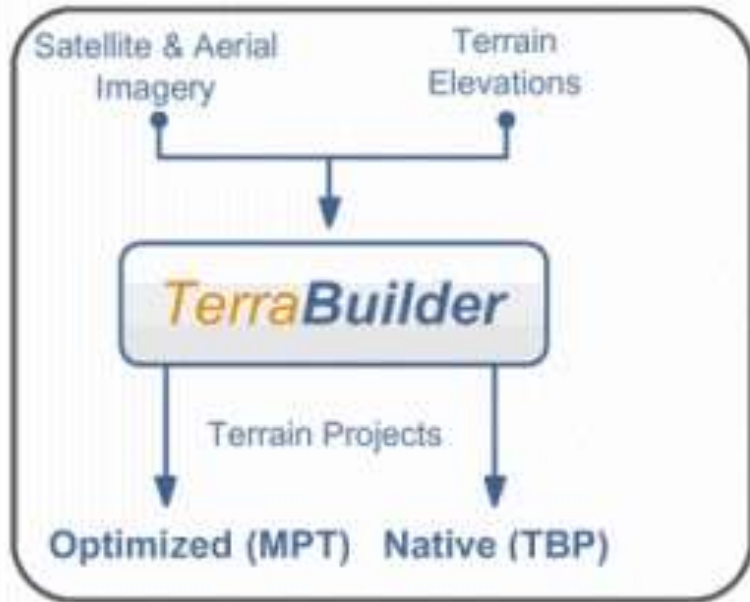 Satellite & Aerial
Imagery
Terrain
Elevations
TerraBuilder
Terrain Projects
Optimized (MPT)
Native (TBP)